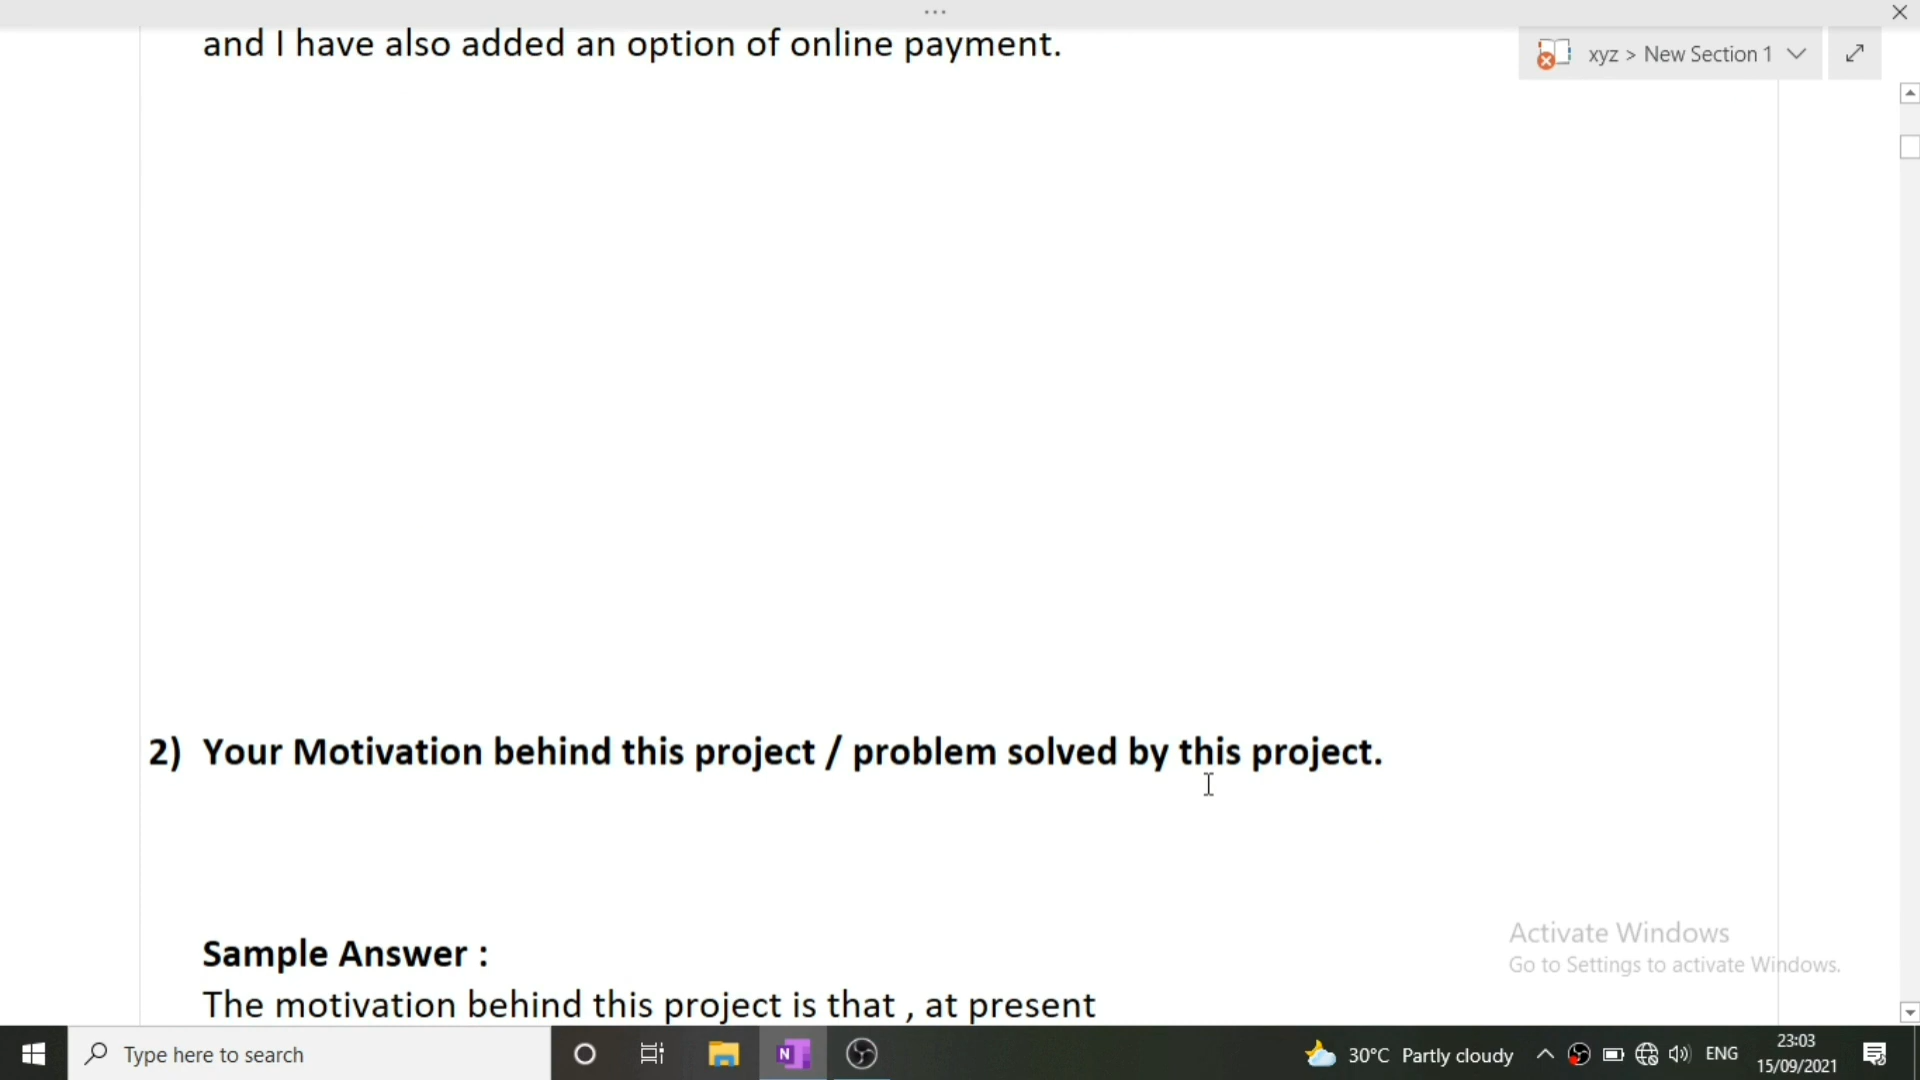 and I have also added an option of online payment.
xyz > New Section 1
2) Your Motivation behind this project / problem solved by this project.
Sample Answer :
The motivation behind this project is that , at present
Activate Windows
Go to Settings to activate Windows.
Type here to search
N
30°C Partly cloudy
ENG
23:03
15/09/2021